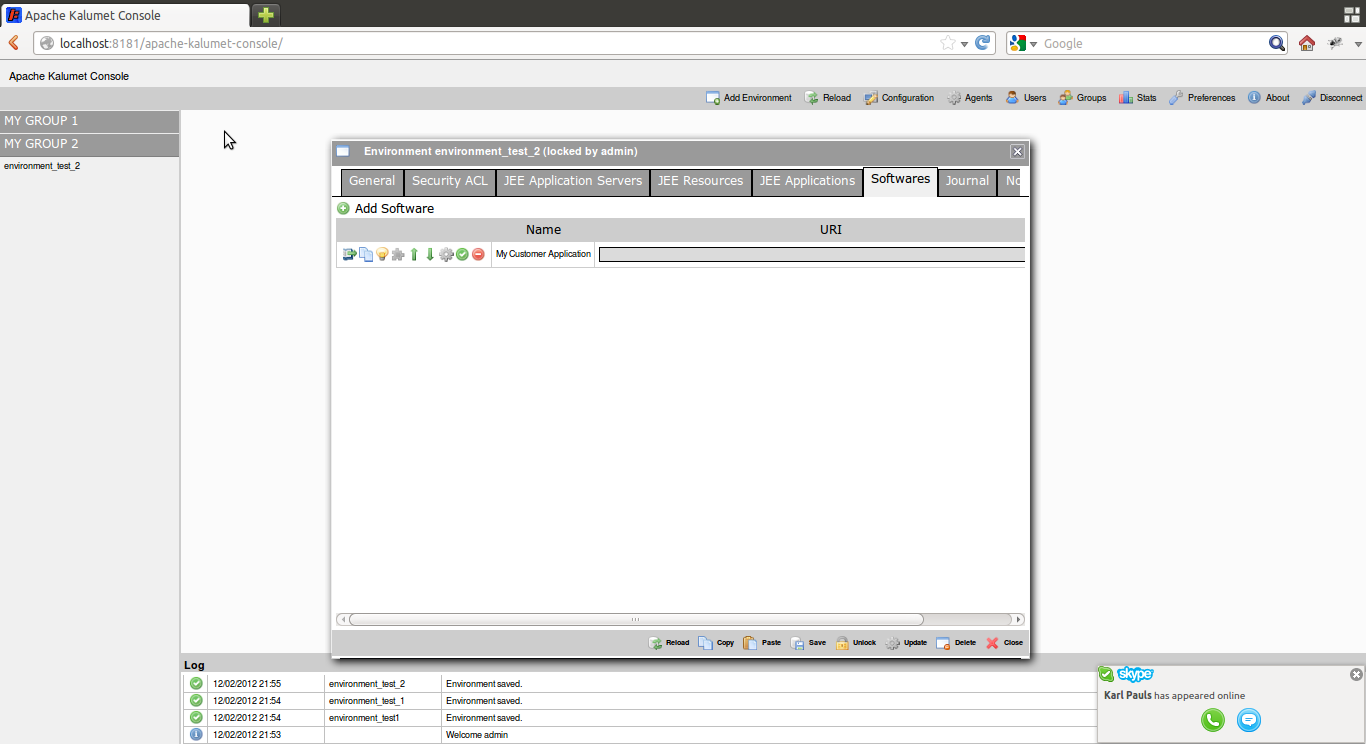 Apache Kalumet Console
localhost:8181/apache-kalumet-console/
Google
Apache Kalumet Console
Add Environment Reload Configuration Agents Users Groups Stats Preferences About Disconnect
MY GROUP 1
MY GROUP 2
environment_test_2
Environment environment_test_2 (locked by admin)
General Security ACL JEE Application Servers JEE Resources JEE Applications Softwares Journal No
Add Software
Name URI
My Customer Application
Reload Copy Paste Save Unlock Update Delete Close
Log
12/02/2012 21:55 environment_test_2 Environment saved.
12/02/2012 21:54 environment_test_1 Environment saved.
12/02/2012 21:54 environment_test1 Environment saved.
12/02/2012 21:53 Welcome admin
skype
Karl Pauls has appeared online